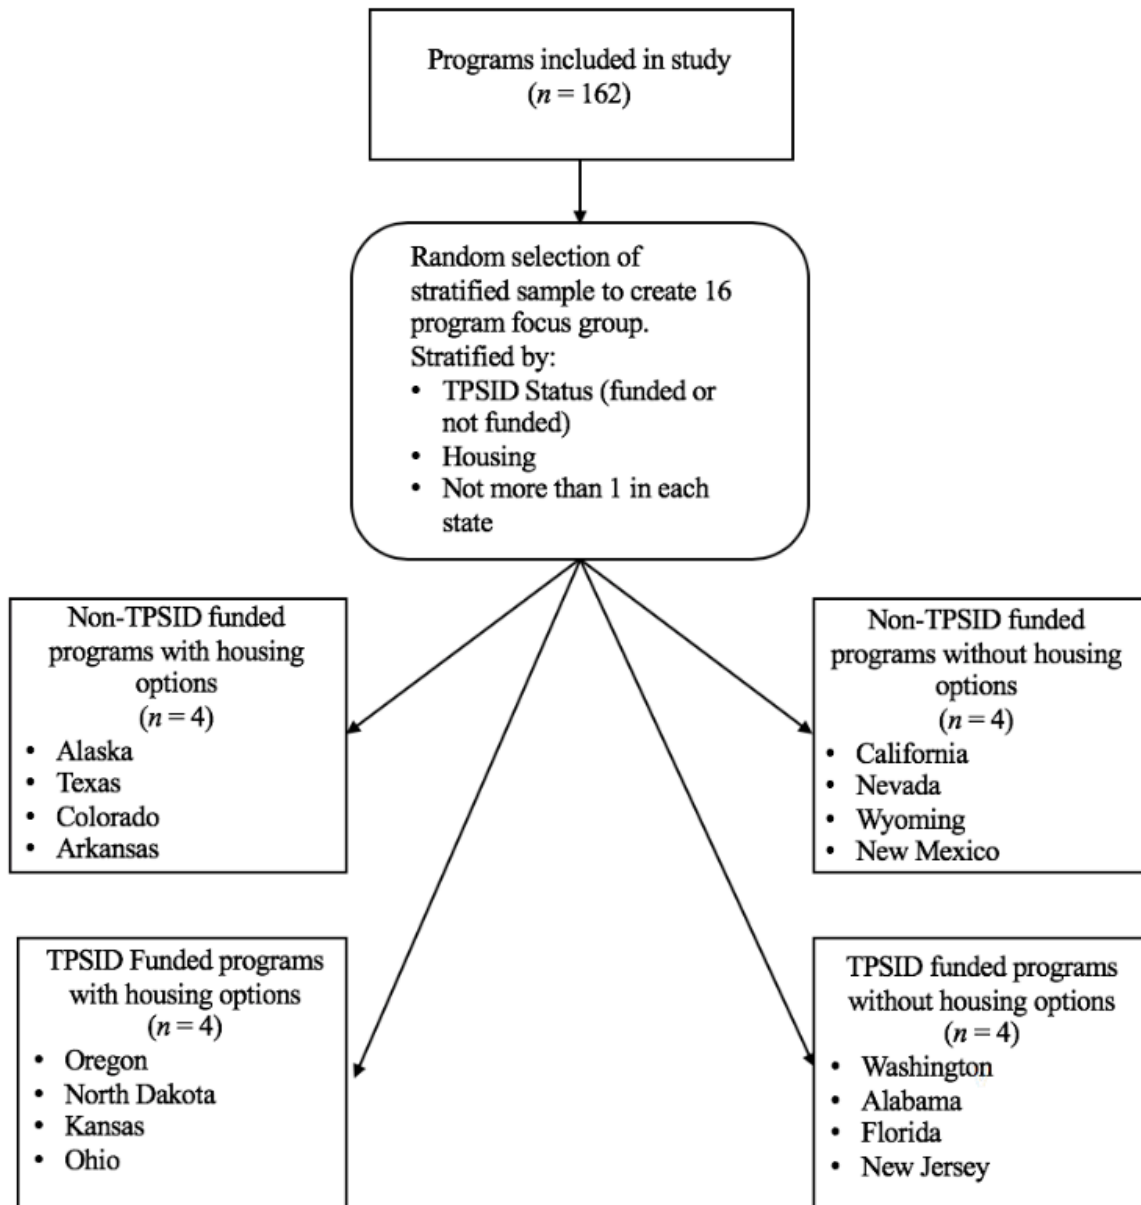 Programs included in study
(n = 162)
Random selection of
stratified sample to create 16
program focus group.
Stratified by:
• TPSID Status (funded or
not funded)
• Housing
• Not more than 1 in each
state
Non-TPSID funded
programs with housing
options
(n = 4)
• Alaska
• Texas
• Colorado
• Arkansas
Non-TPSID funded
programs without housing
options
(n = 4)
• California
• Nevada
• Wyoming
• New Mexico
TPSID Funded programs
with housing options
(n = 4)
• Oregon
• North Dakota
• Kansas
• Ohio
TPSID funded programs
without housing options
(n = 4)
• Washington
• Alabama
• Florida
• New Jersey